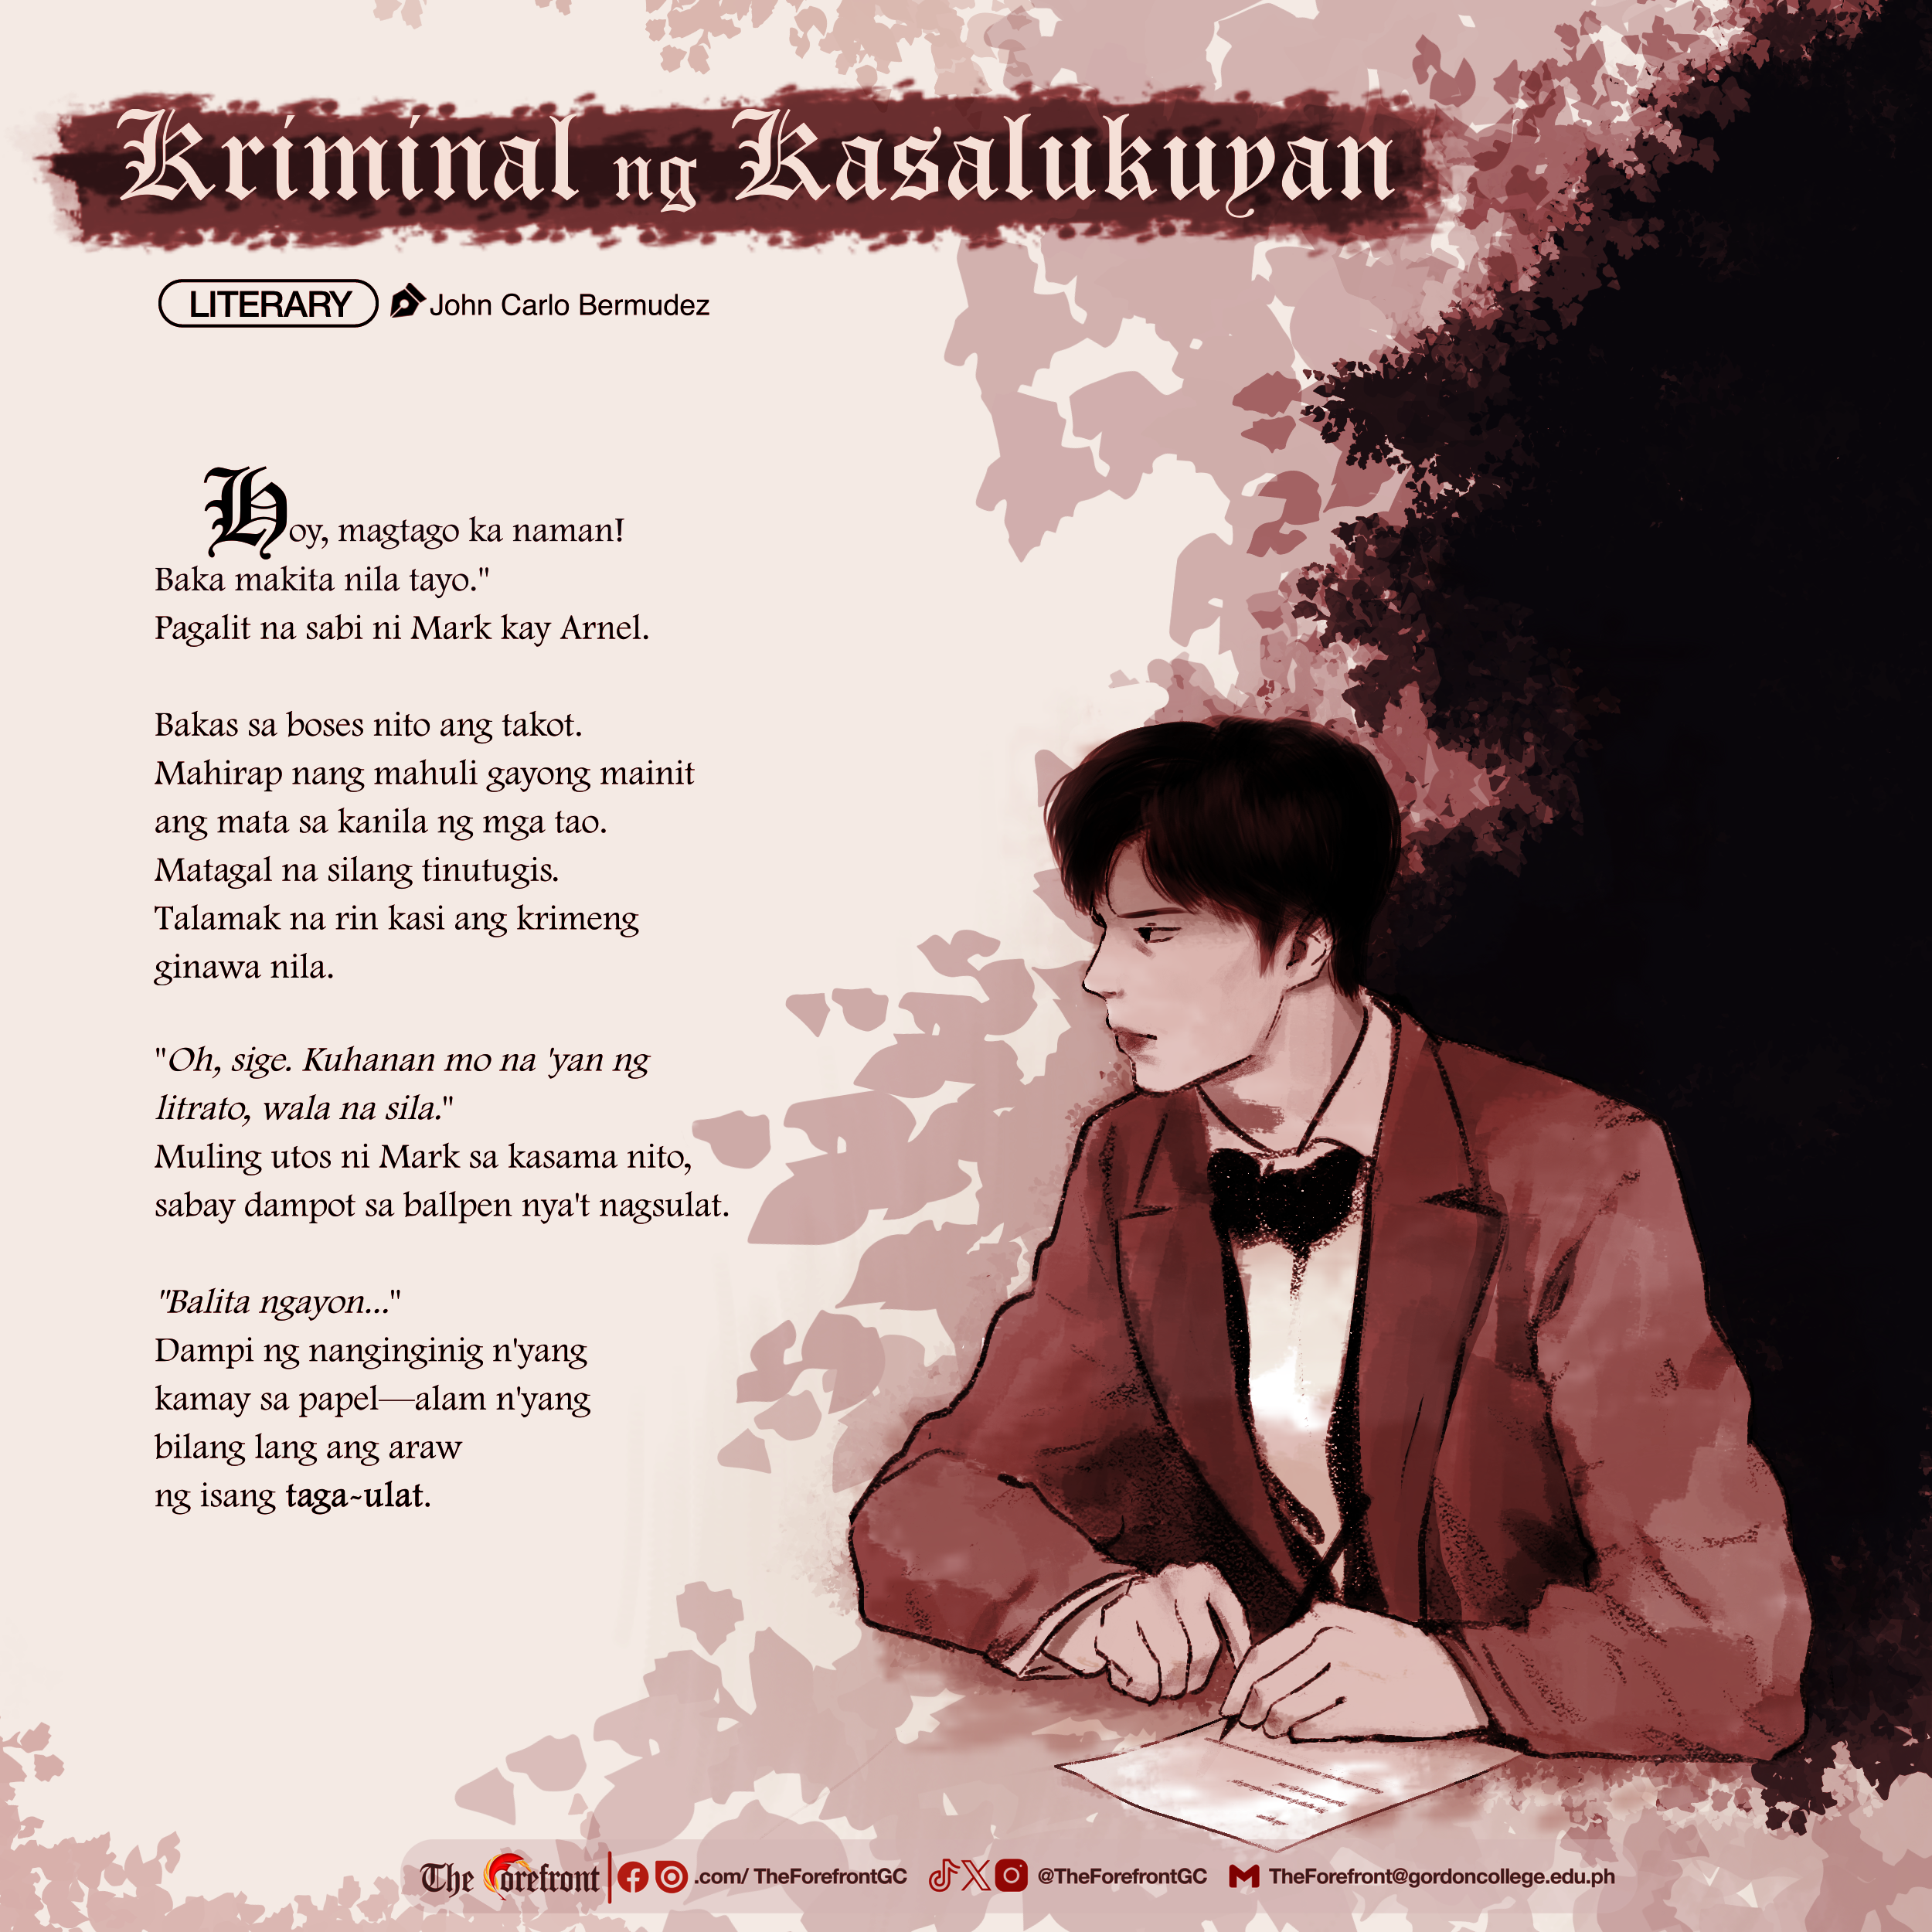 Kriminal ng Kasalukuyan
LITERARY John Carlo Bermudez
Hoy, magtago ka naman!
Baka makita nila tayo."
Pagalit na sabi ni Mark kay Arnel.
Bakas sa boses nito ang takot.
Mahirap nang mahuli gayong mainit
ang mata sa kanila ng mga tao.
Matagal na silang tinutugis.
Talamak na rin kasi ang krimeng
ginawa nila.
"Oh, sige. Kuhanan mo na 'yan ng
litrato, wala na sila."
Muling utos ni Mark sa kasama nito,
sabay dampot sa ballpen nya't nagsulat.
"Balita ngayon..."
Dampi ng nanginginig n'yang
kamay sa papel—alam n'yang
bilang lang ang araw
ng isang taga-ulat.
The Forefront .com/ TheForefrontGC @TheForefrontGC TheForefront@gordoncollege.edu.ph